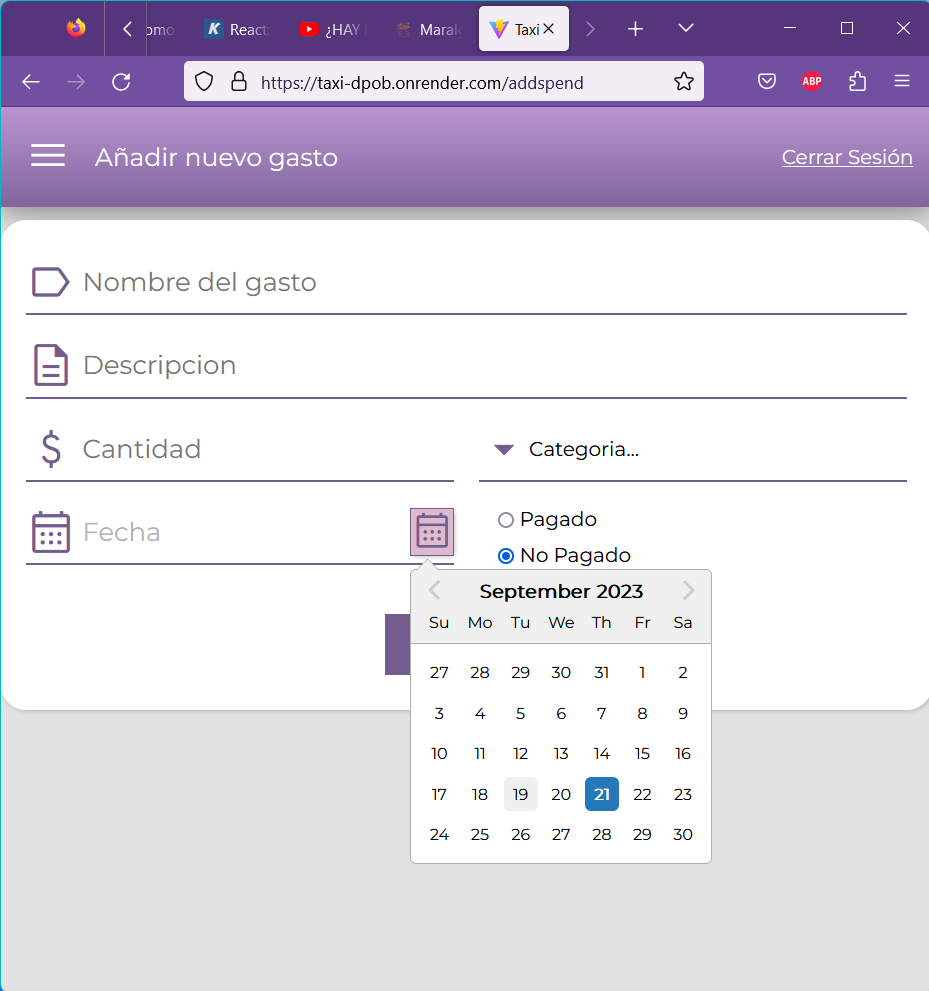 React:
¿HAY
Maral
Taxi
ABP
https://taxi-dpob.onrender.com/addspend
Añadir nuevo gasto
Cerrar Sesión
Nombre del gasto
Descripcion
$ Cantidad
Categoria...
Fecha
Pagado
No Pagado
September 2023
Su Mo Tu We Th Fr Sa
27 28 29 30 31 1 2
3 4 5 6 7 8 9
10 11 12 13 14 15 16
17 18 19 20 21 22 23
24 25 26 27 28 29 30